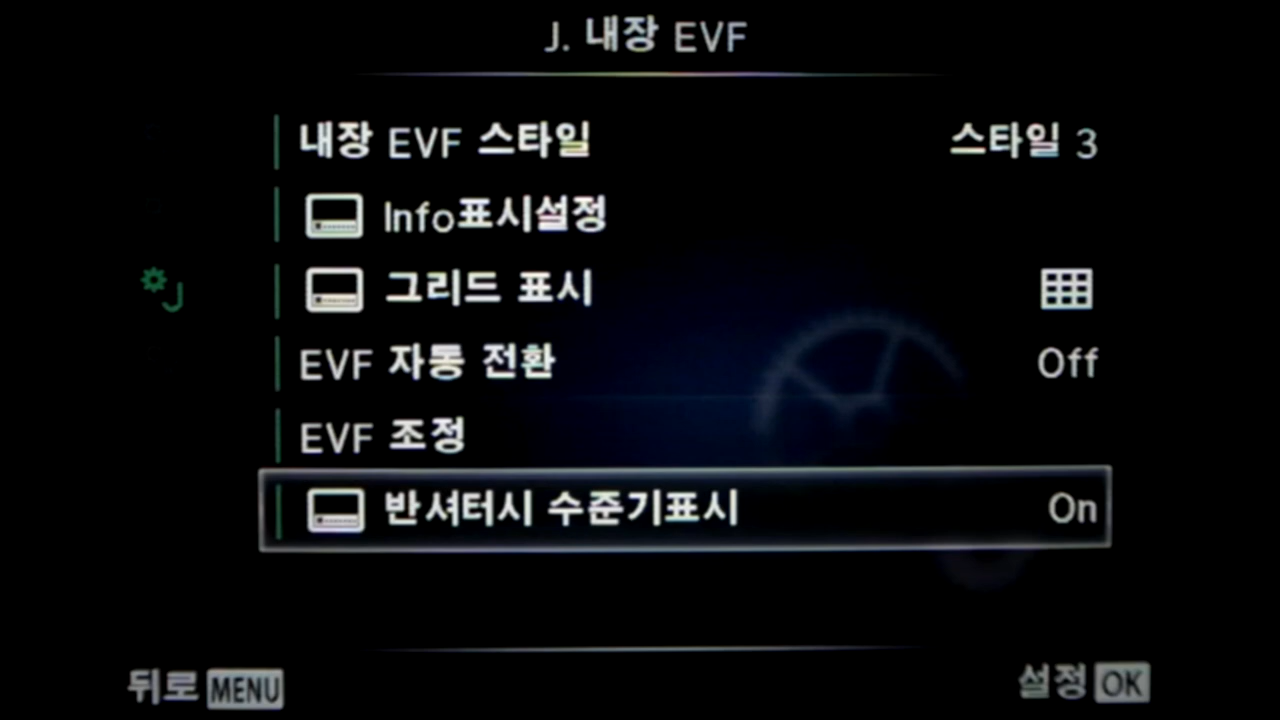 J. 내장 EVF
내장 EVF 스타일 스타일 3
Info표시설정
그리드 표시
EVF 자동 전환 Off
EVF 조정
반셔터시 수준기표시 On
J
뒤로 MENU 설정 OK